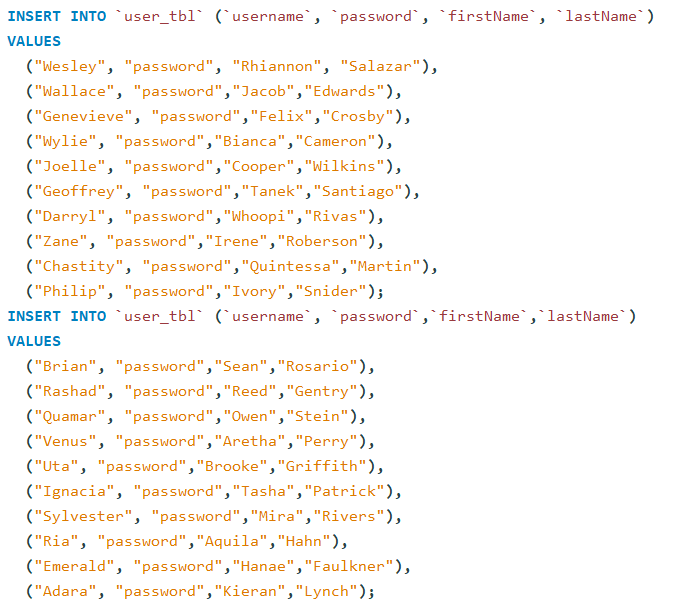 INSERT INTO `user_tbl` (`username`, `password`, `firstName`, `lastName`)
VALUES
("Wesley", "password", "Rhiannon", "Salazar"),
("Wallace", "password","Jacob","Edwards"),
("Genevieve", "password","Felix","Crosby"),
("Wylie", "password","Bianca","Cameron"),
("Joelle", "password","Cooper","Wilkins"),
("Geoffrey", "password","Tanek","Santiago"),
("Darryl", "password","Whoopi","Rivas"),
("Zane", "password","Irene","Roberson"),
("Chastity", "password","Quintessa","Martin"),
("Philip", "password","Ivory","Snider");
INSERT INTO `user_tbl` (`username`, `password`,`firstName`,`lastName`)
VALUES
("Brian", "password","Sean","Rosario"),
("Rashad", "password","Reed","Gentry"),
("Quamar", "password","Owen","Stein"),
("Venus", "password","Aretha","Perry"),
("Uta", "password","Brooke","Griffith"),
("Ignacia", "password","Tasha","Patrick"),
("Sylvester", "password","Mira","Rivers"),
("Ria", "password","Aquila","Hahn"),
("Emerald", "password","Hanae","Faulkner"),
("Adara", "password","Kieran","Lynch");